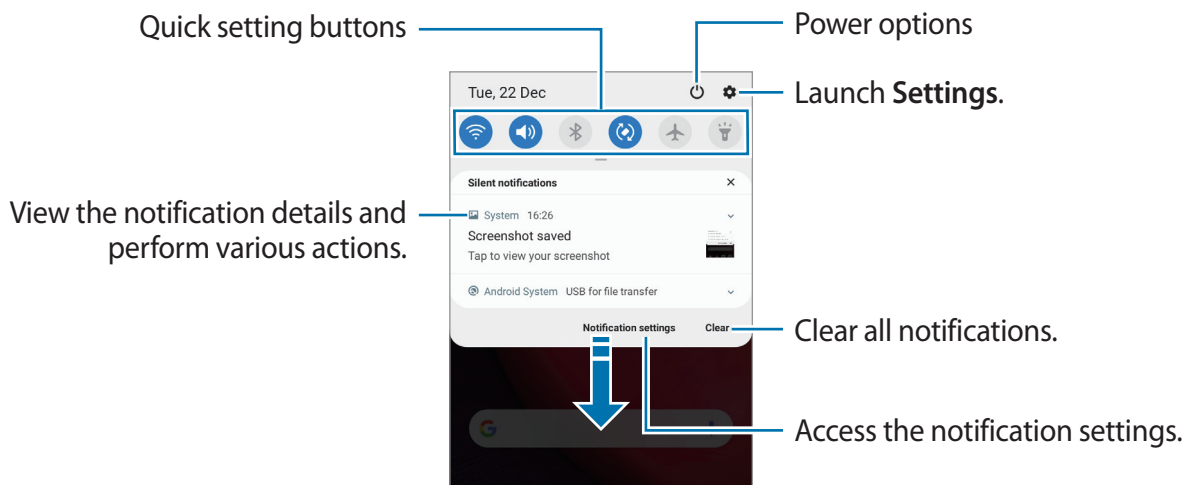 Quick setting buttons
Power options
Tue, 22 Dec
Launch Settings.
Silent notifications
View the notification details and
perform various actions.
System 16:26
Screenshot saved
Tap to view your screenshot
Android System USB for file transfer
Notification settings Clear
Clear all notifications.
G
Access the notification settings.